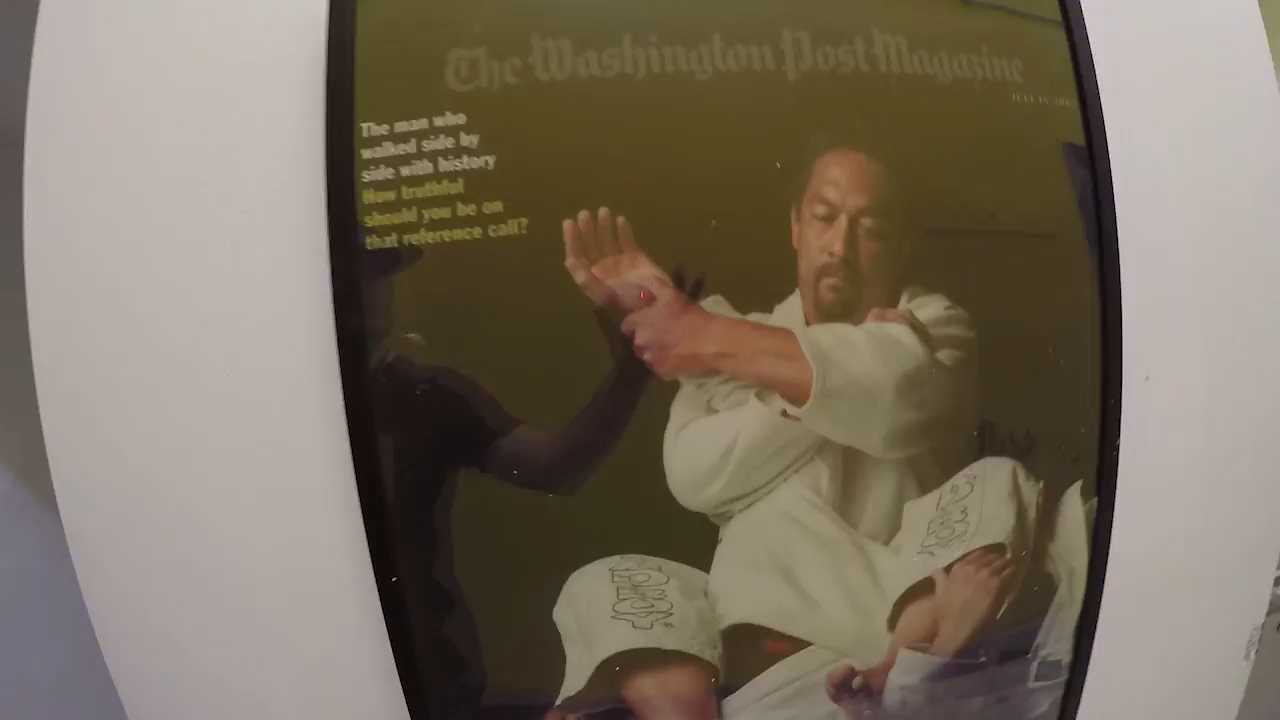 The Washington Post Magazine
The man who
walked side by
side with history
How truthful
should you be on
that reference call?